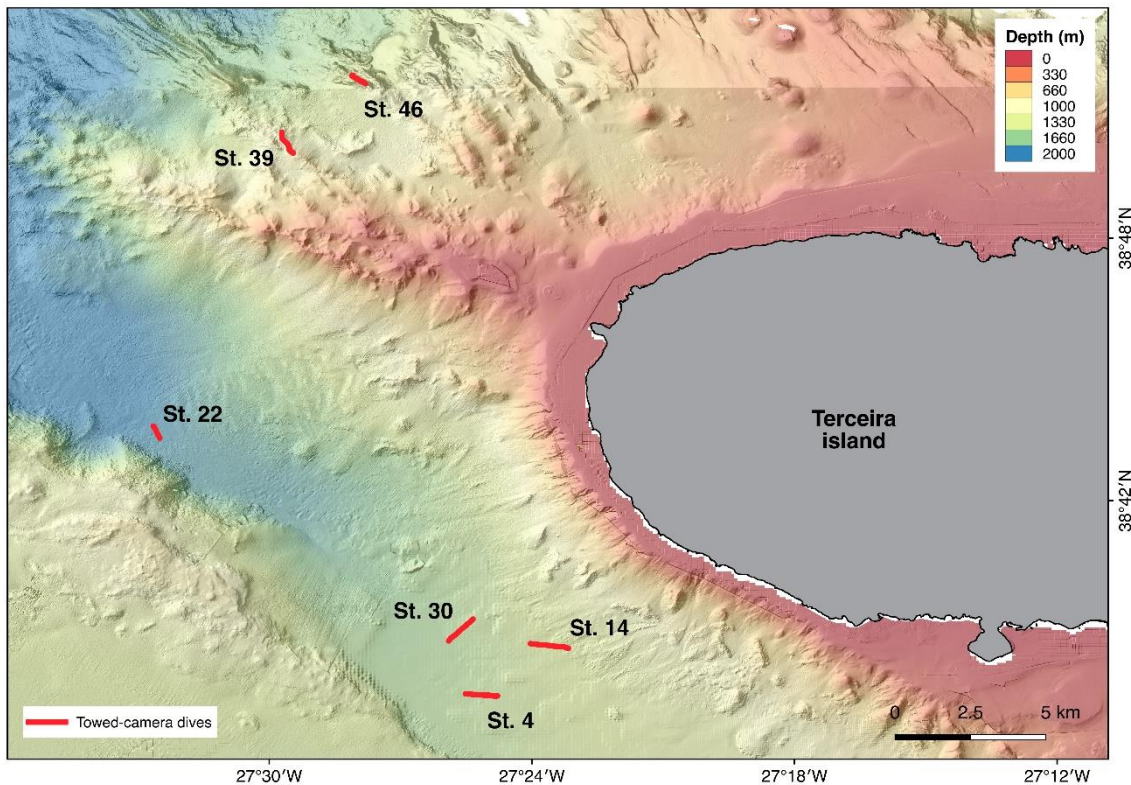 Depth (m)
0
330
660
1000
1330
1660
2000
St. 46
St. 39
38°48'N
St. 22
Terceira
island
38°42'N
St. 30
St. 14
St. 4
Towed-camera dives
0 2.5 5 km
27°30'W 27°24'W 27°18'W 27°12'W